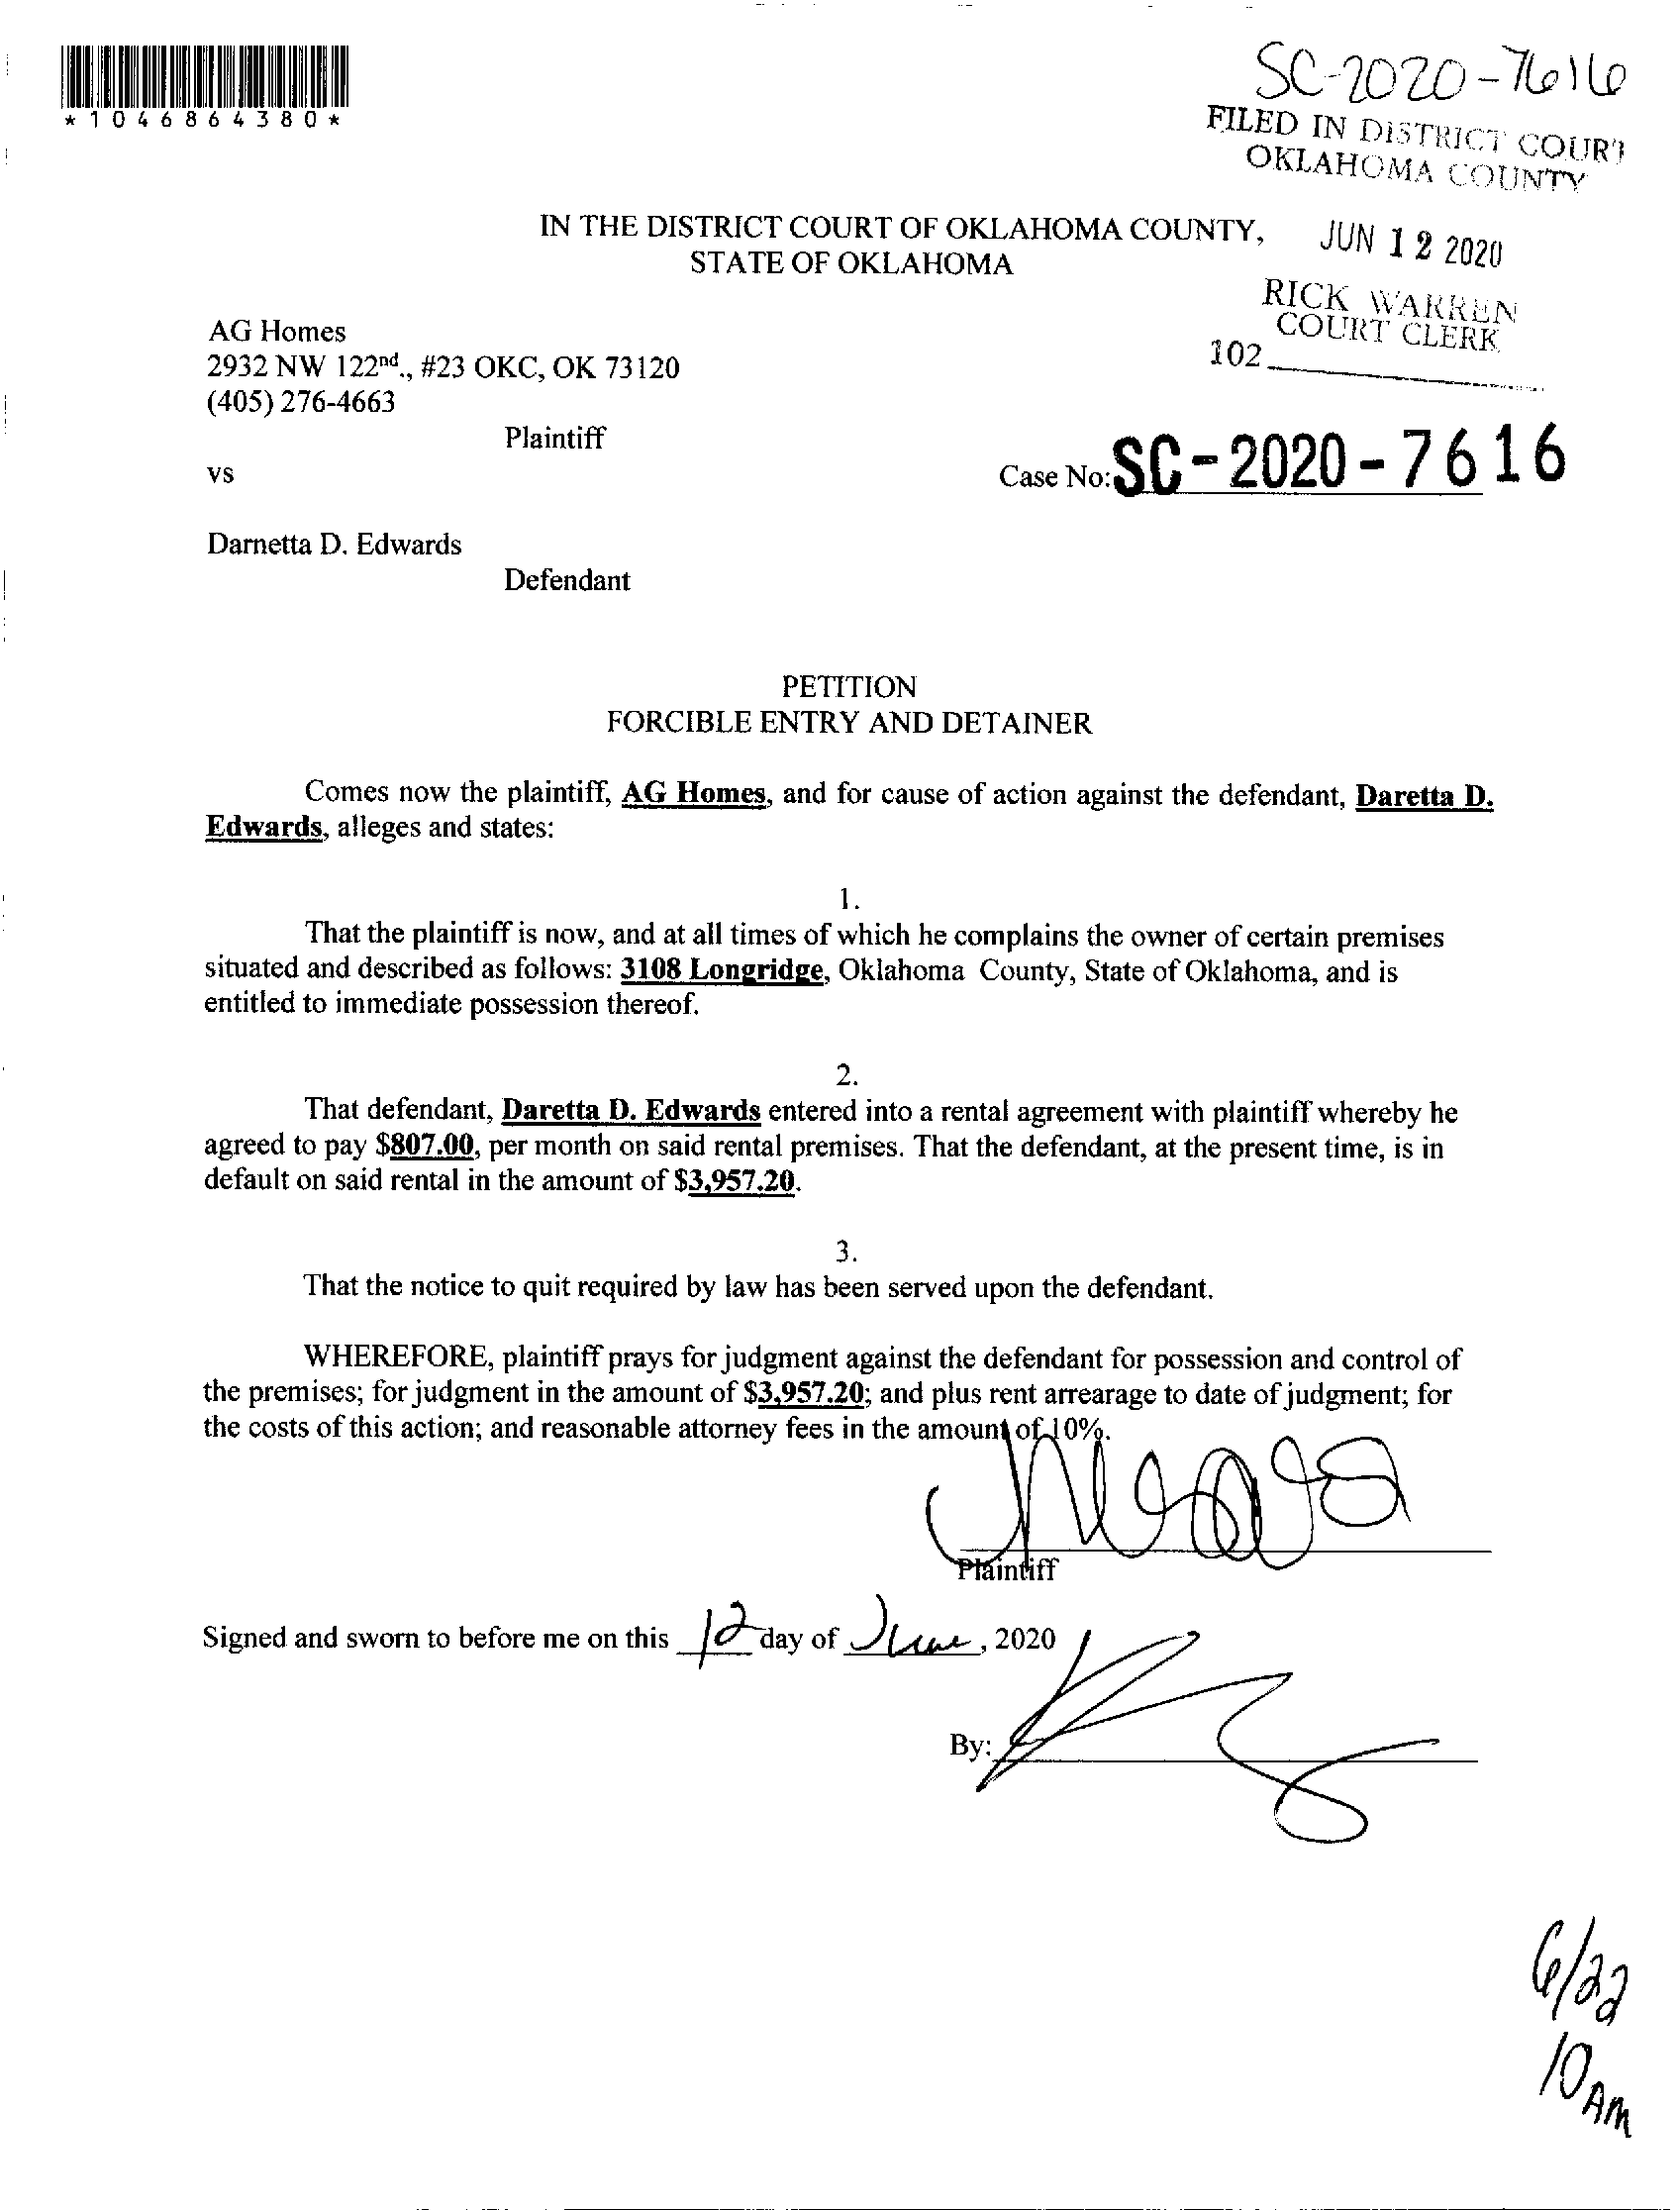 SC-2020-7616
*1046864380*
FILED IN DISTRICT COURT
OKLAHOMA COUNTY
IN THE DISTRICT COURT OF OKLAHOMA COUNTY,
STATE OF OKLAHOMA
JUN 12 2020
RICK WARREN
COURT CLERK
102
AG Homes
2932 NW 122nd., #23 OKC, OK 73120
(405) 276-4663
Plaintiff
vs
Case No: SC-2020-7616
Darnetta D. Edwards
Defendant
PETITION
FORCIBLE ENTRY AND DETAINER
Comes now the plaintiff, AG Homes, and for cause of action against the defendant, Daretta D.
Edwards, alleges and states:
1.
That the plaintiff is now, and at all times of which he complains the owner of certain premises
situated and described as follows: 3108 Longridge, Oklahoma County, State of Oklahoma, and is
entitled to immediate possession thereof.
2.
That defendant, Daretta D. Edwards entered into a rental agreement with plaintiff whereby he
agreed to pay $807.00, per month on said rental premises. That the defendant, at the present time, is in
default on said rental in the amount of $3,957.20.
3.
That the notice to quit required by law has been served upon the defendant.
WHEREFORE, plaintiff prays for judgment against the defendant for possession and control of
the premises; for judgment in the amount of $3,957.20; and plus rent arrearage to date of judgment; for
the costs of this action; and reasonable attorney fees in the amount of 10%.
Plaintiff
Signed and sworn to before me on this 12 day of June, 2020
By:
6/22
10 AM